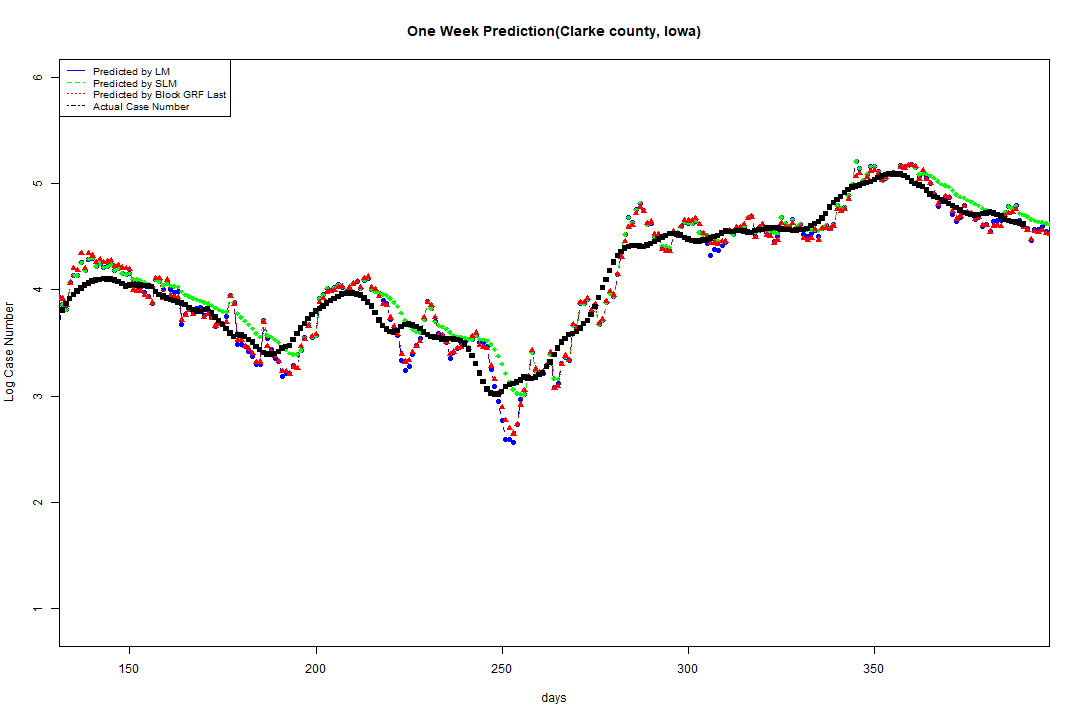 One Week Prediction(Clarke county, Iowa)
Predicted by LM
Predicted by SLM
Predicted by Block GRF Last
Actual Case Number
6
5
4
3
2
1
Log Case Number
150 200 250 300 350
days